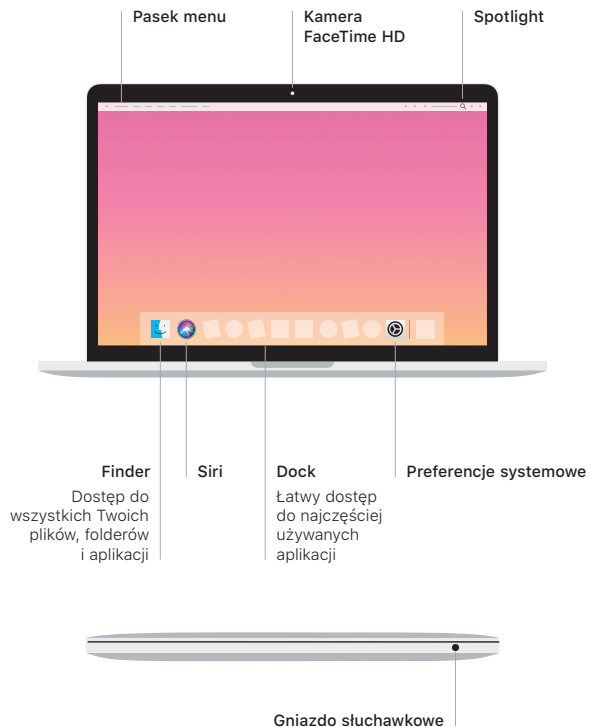 Pasek menu
Kamera
FaceTime HD
Spotlight
Finder
Dostęp do
wszystkich Twoich
plików, folderów
i aplikacji
Siri
Dock
Łatwy dostęp
do najczęściej
używanych
aplikacji
Preferencje systemowe
Gniazdo słuchawkowe